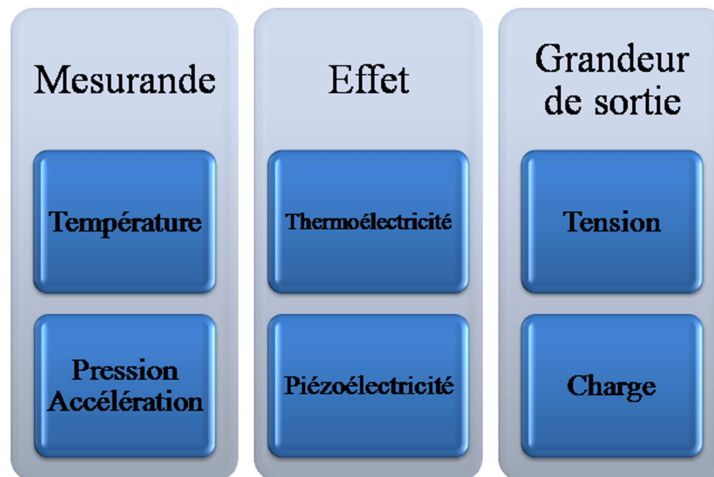 Mesurande
Température
Pression
Accélération
Effet
Thermoélectricité
Piézoélectricité
Grandeur
de sortie
Tension
Charge